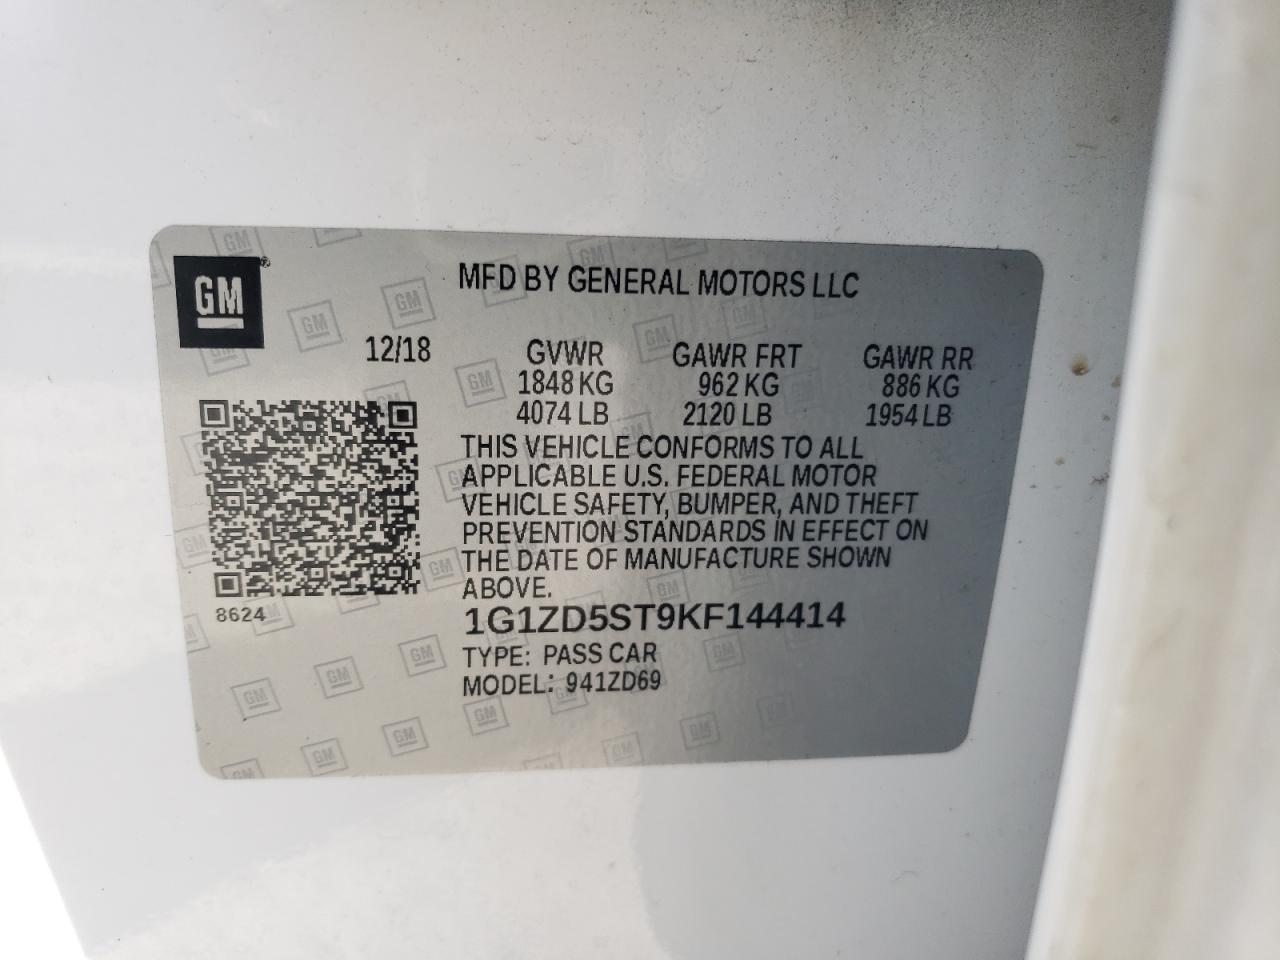 GM®
MFD BY GENERAL MOTORS LLC
12/18
GVWR GAWR FRT GAWR RR
1848 KG 962 KG 886 KG
4074 LB 2120 LB 1954 LB
THIS VEHICLE CONFORMS TO ALL
APPLICABLE U.S. FEDERAL MOTOR
VEHICLE SAFETY, BUMPER, AND THEFT
PREVENTION STANDARDS IN EFFECT ON
THE DATE OF MANUFACTURE SHOWN
ABOVE.
8624
1G1ZD5ST9KF144414
TYPE: PASS CAR
MODEL: 941ZD69